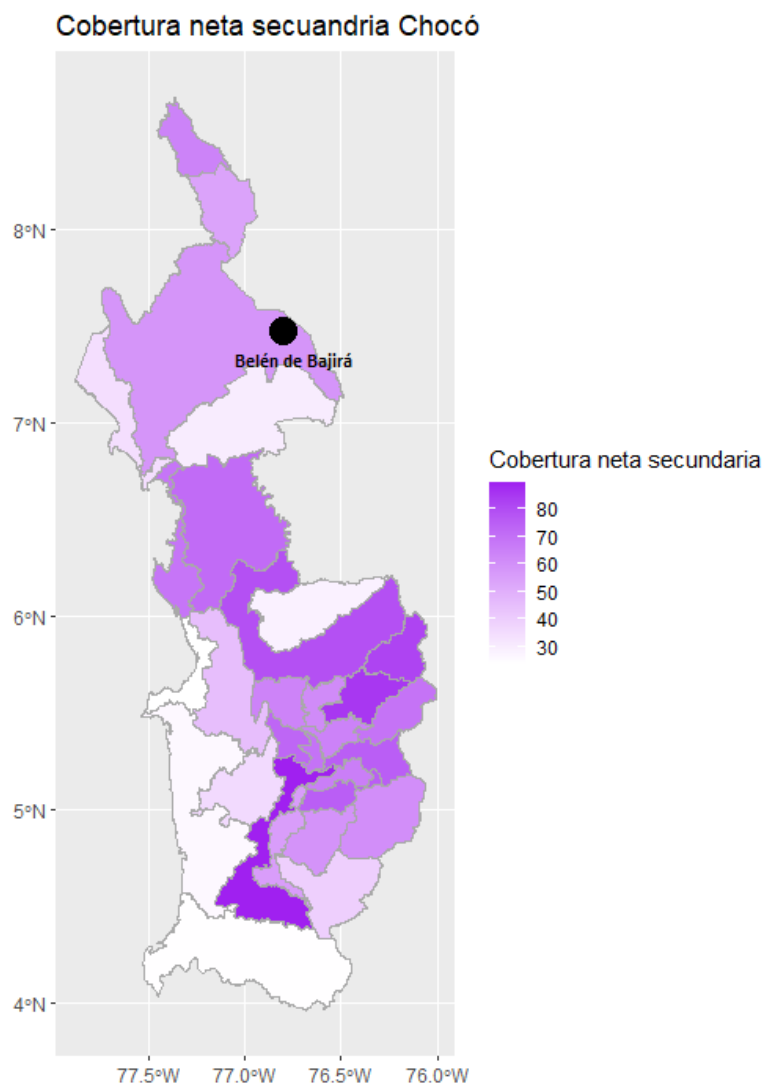 Cobertura neta secuandria Chocó
8°N
7°N
6°N
5°N
4°N
77.5°W
77.0°W
76.5°W
76.0°W
Belén de Bajirá
Cobertura neta secundaria
80
70
60
50
40
30